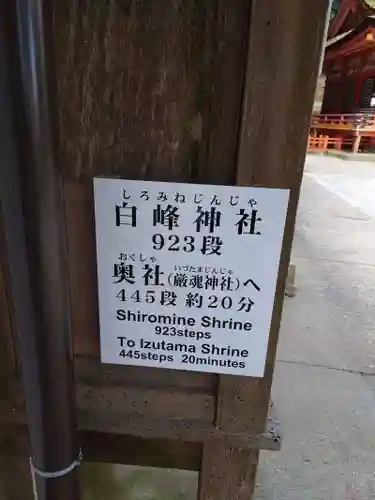 しろみねじんじゃ
白峰神社
923段
おくしゃ いづたまじんじゃ
奥社(厳魂神社)へ
445段 約20分
Shiromine Shrine
923steps
To Izutama Shrine
445steps 20minutes